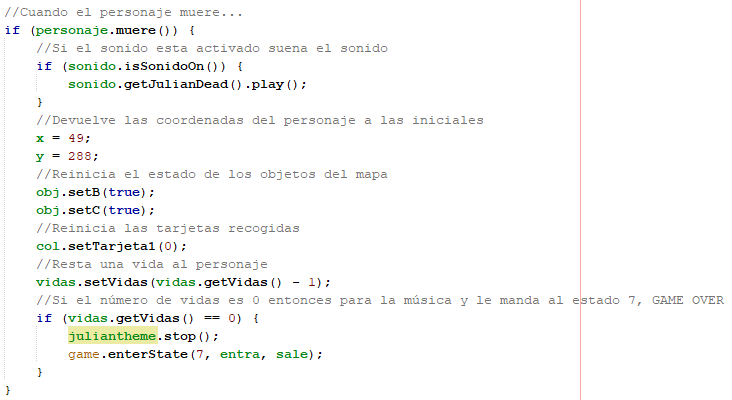 //Cuando el personaje muere...
if (personaje.muere()) {
//Si el sonido esta activado suena el sonido
if (sonido.isSonidoOn()) {
sonido.getJulianDead().play();
}
//Devuelve las coordenadas del personaje a las iniciales
x = 49;
y = 288;
//Reinicia el estado de los objetos del mapa
obj.setB(true);
obj.setC(true);
//Reinicia las tarjetas recogidas
col.setTarjeta1(0);
//Resta una vida al personaje
vidas.setVidas(vidas.getVidas() - 1);
//Si el número de vidas es 0 entonces para la música y le manda al estado 7, GAME OVER
if (vidas.getVidas() == 0) {
juliantheme.stop();
game.enterState(7, entra, sale);
}
}